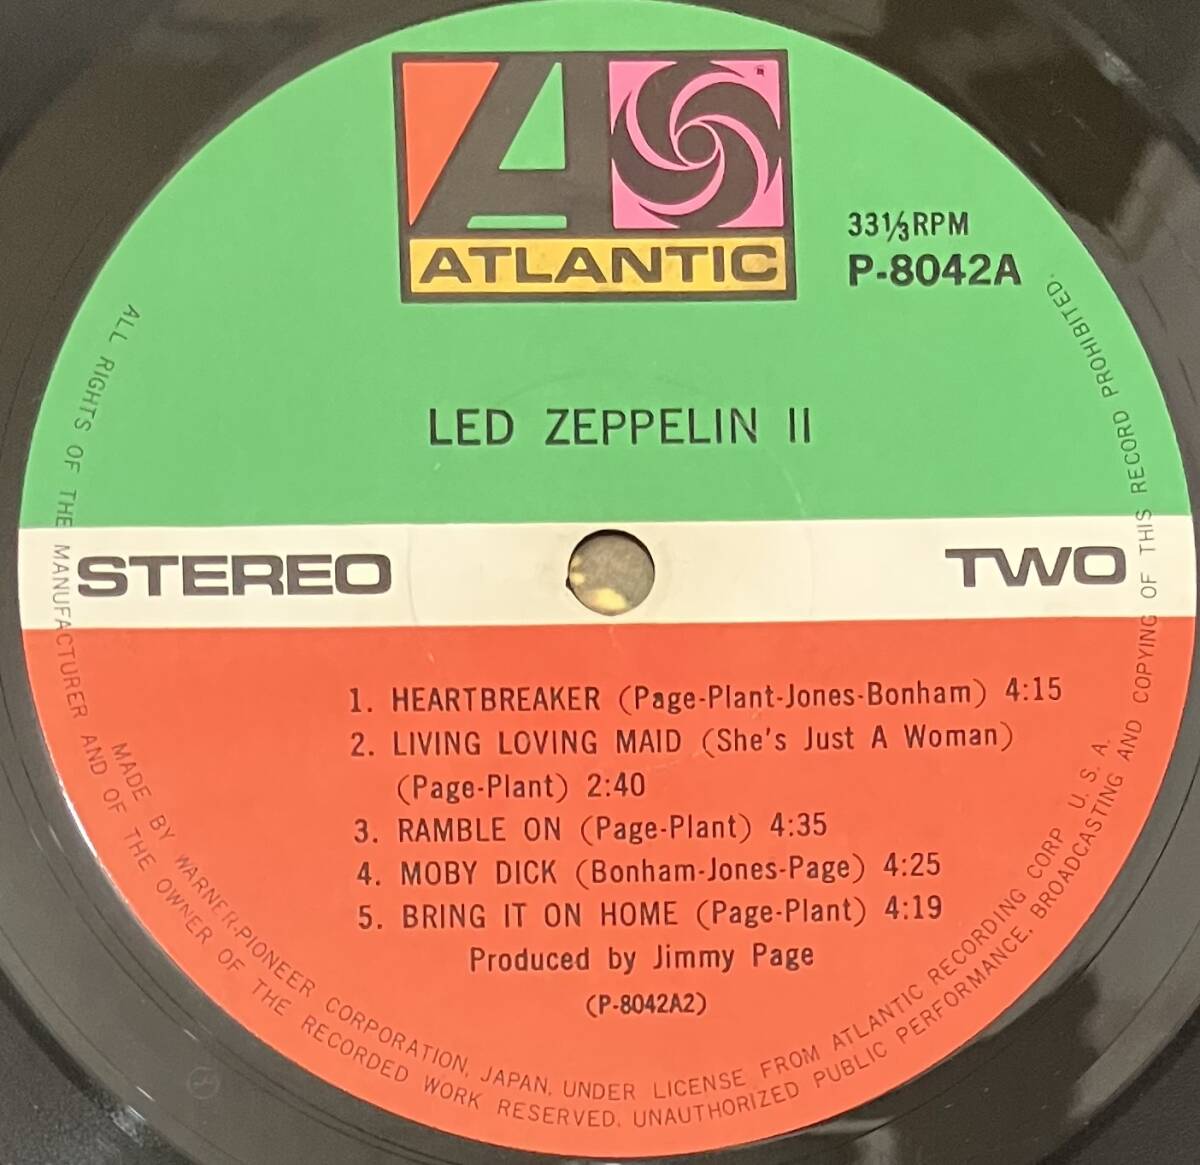 ATLANTIC
33⅓RPM
P-8042A
LED ZEPPELIN II
STEREO
TWO
1. HEARTBREAKER (Page-Plant-Jones-Bonham) 4:15
2. LIVING LOVING MAID (She's Just A Woman)
(Page-Plant) 2:40
3. RAMBLE ON (Page-Plant) 4:35
4. MOBY DICK (Bonham-Jones-Page) 4:25
5. BRING IT ON HOME (Page-Plant) 4:19
Produced by Jimmy Page
(P-8042A2)
MADE BY WARNER-PIONEER CORPORATION, JAPAN, UNDER LICENSE FROM ATLANTIC RECORDING CORP. U. S. A.
ALL RIGHTS OF THE MANUFACTURER AND OF THE OWNER OF THE RECORDED WORK RESERVED, UNAUTHORIZED PUBLIC PERFORMANCE, BROADCASTING AND COPYING OF THIS RECORD PROHIBITED.